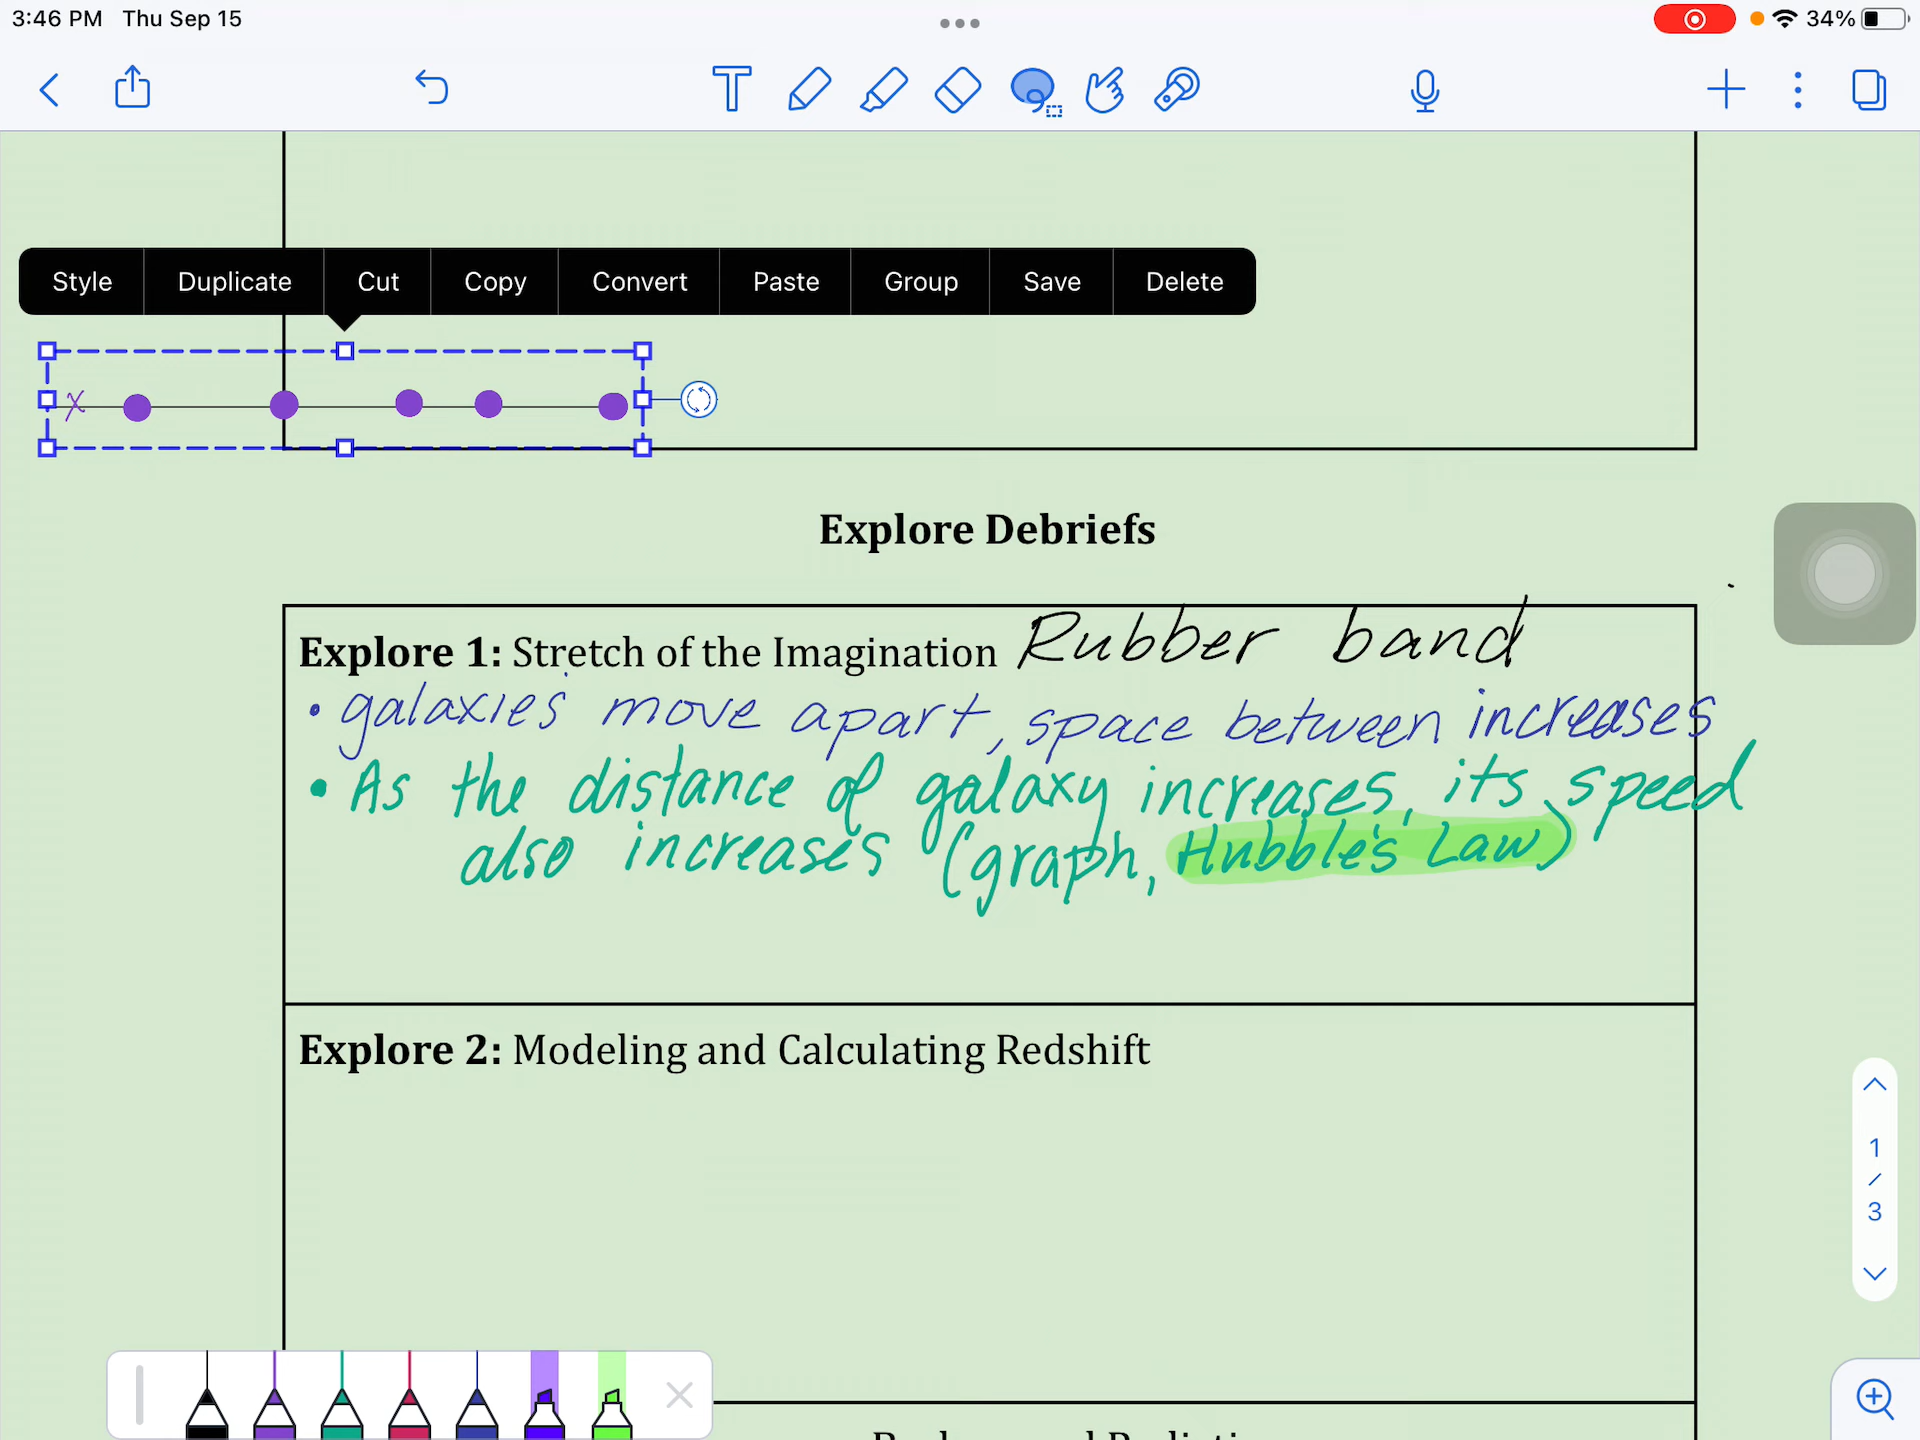 3:46 PM Thu Sep 15
34%
Style Duplicate Cut Copy Convert Paste Group Save Delete
x
Explore Debriefs
Explore 1: Stretch of the Imagination Rubber band
• galaxies move apart, space between increases
• As the distance of galaxy increases, its speed
also increases (graph, Hubble's Law)
Explore 2: Modeling and Calculating Redshift
1
/
3